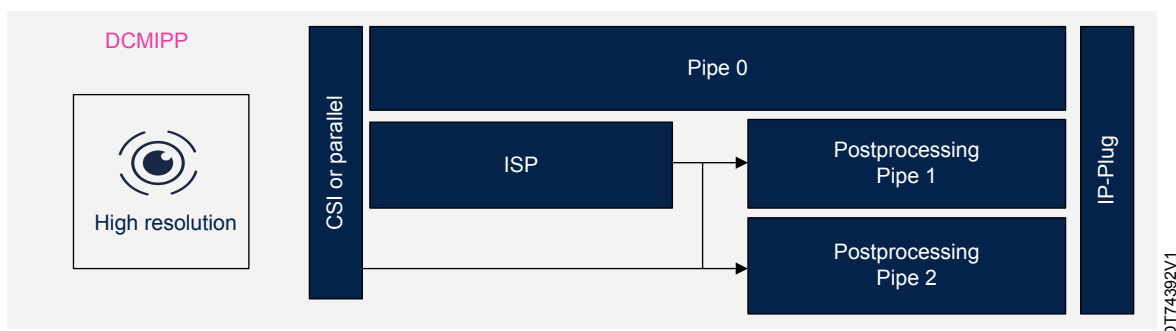 DCMIPP
High resolution
CSI or parallel
Pipe 0
ISP
Postprocessing
Pipe 1
Postprocessing
Pipe 2
IP-Plug
DT74392V1